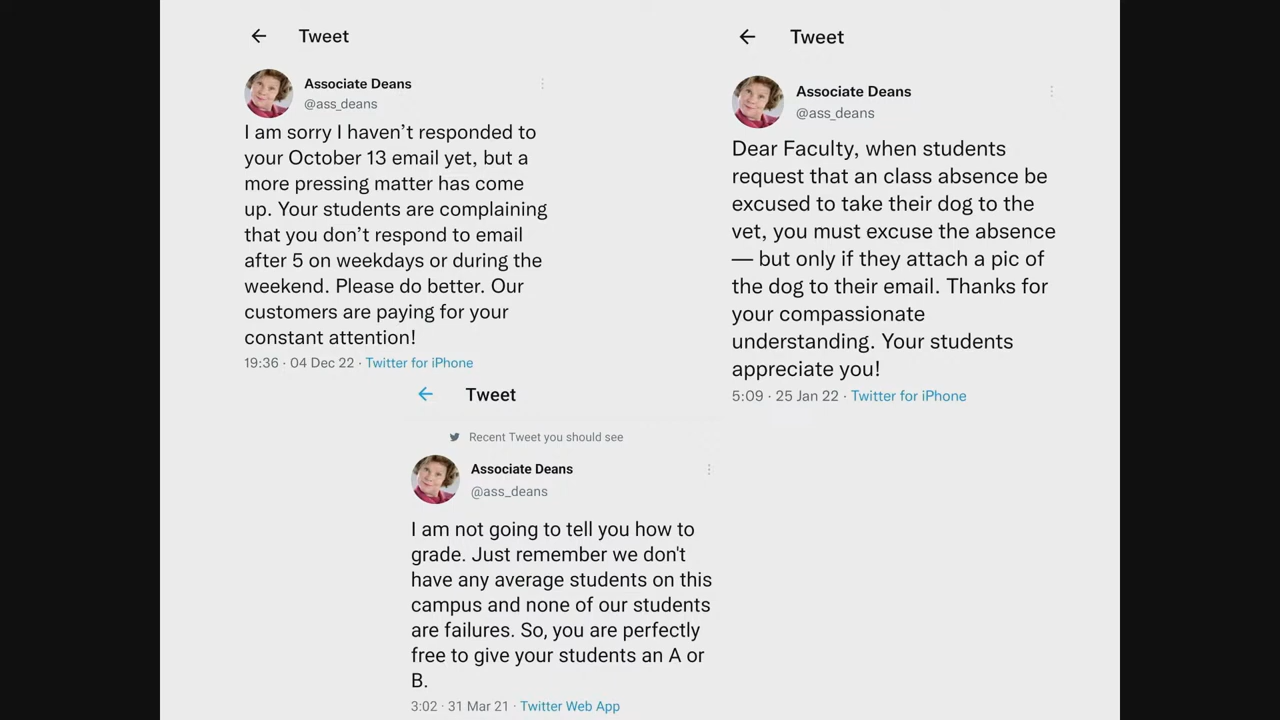 Tweet
Associate Deans
@ass_deans
I am sorry I haven’t responded to
your October 13 email yet, but a
more pressing matter has come
up. Your students are complaining
that you don’t respond to email
after 5 on weekdays or during the
weekend. Please do better. Our
customers are paying for your
constant attention!
19:36 · 04 Dec 22 · Twitter for iPhone
Tweet
Associate Deans
@ass_deans
Dear Faculty, when students
request that an class absence be
excused to take their dog to the
vet, you must excuse the absence
— but only if they attach a pic of
the dog to their email. Thanks for
your compassionate
understanding. Your students
appreciate you!
5:09 · 25 Jan 22 · Twitter for iPhone
Tweet
Recent Tweet you should see
Associate Deans
@ass_deans
I am not going to tell you how to
grade. Just remember we don't
have any average students on this
campus and none of our students
are failures. So, you are perfectly
free to give your students an A or
B.
3:02 · 31 Mar 21 · Twitter Web App